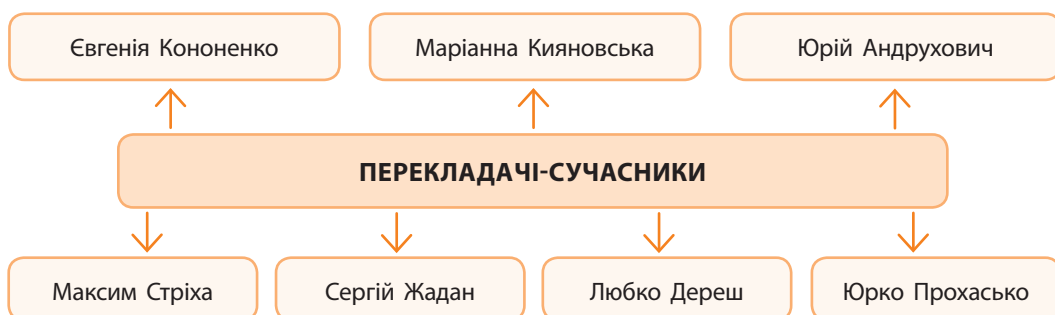 Євгенія Кононенко
Маріанна Кияновська
Юрій Андрухович
ПЕРЕКЛАДАЧІ-СУЧАСНИКИ
Максим Стріха
Сергій Жадан
Любко Дереш
Юрко Прохасько